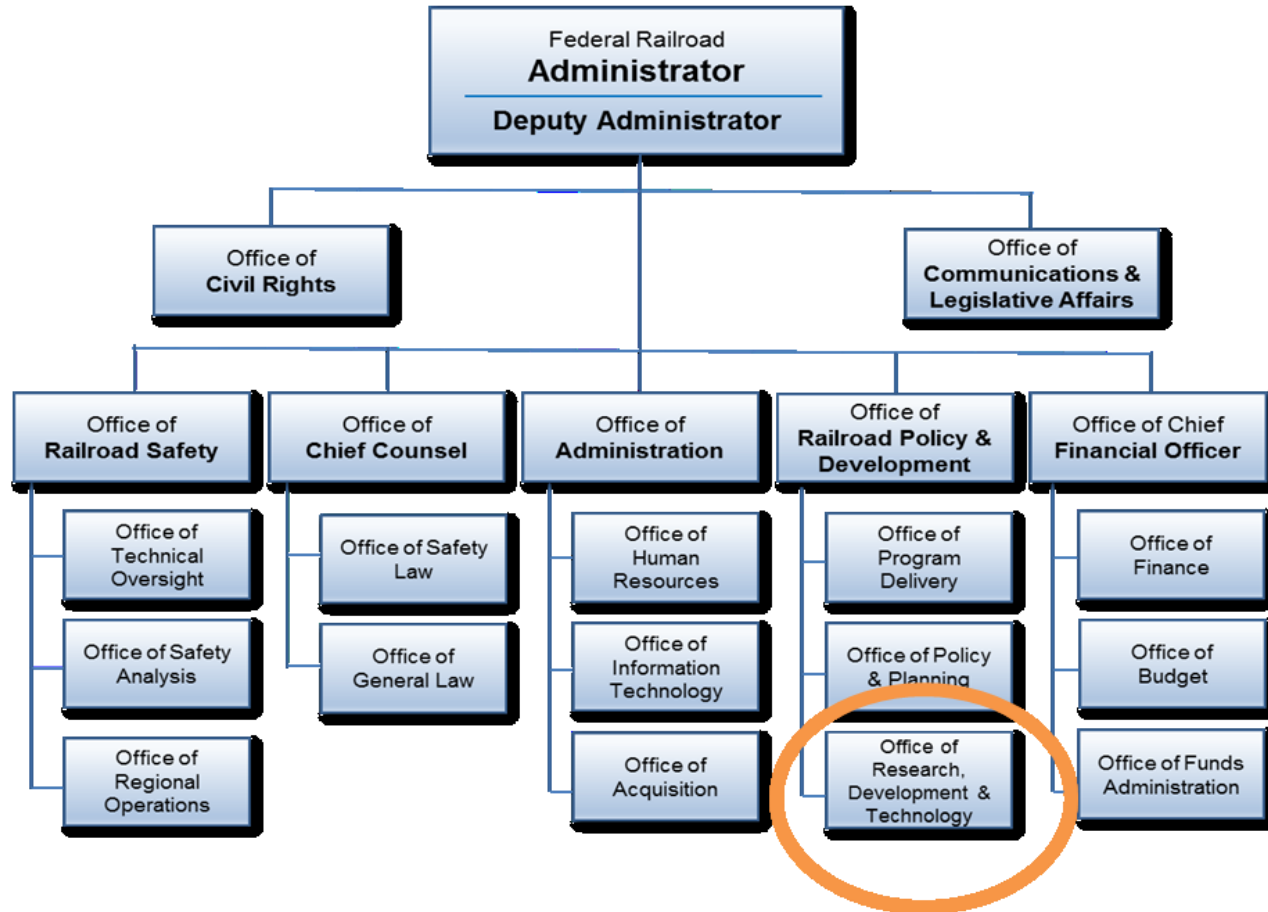 Federal Railroad
Administrator
Deputy Administrator
Office of
Civil Rights
Office of
Communications &
Legislative Affairs
Office of
Railroad Safety
Office of
Chief Counsel
Office of
Administration
Office of
Railroad Policy &
Development
Office of Chief
Financial Officer
Office of
Technical
Oversight
Office of Safety
Analysis
Office of
Regional
Operations
Office of Safety
Law
Office of
General Law
Office of
Human
Resources
Office of
Information
Technology
Office of
Acquisition
Office of
Program
Delivery
Office of Policy
& Planning
Office of
Research,
Development &
Technology
Office of
Finance
Office of
Budget
Office of Funds
Administration